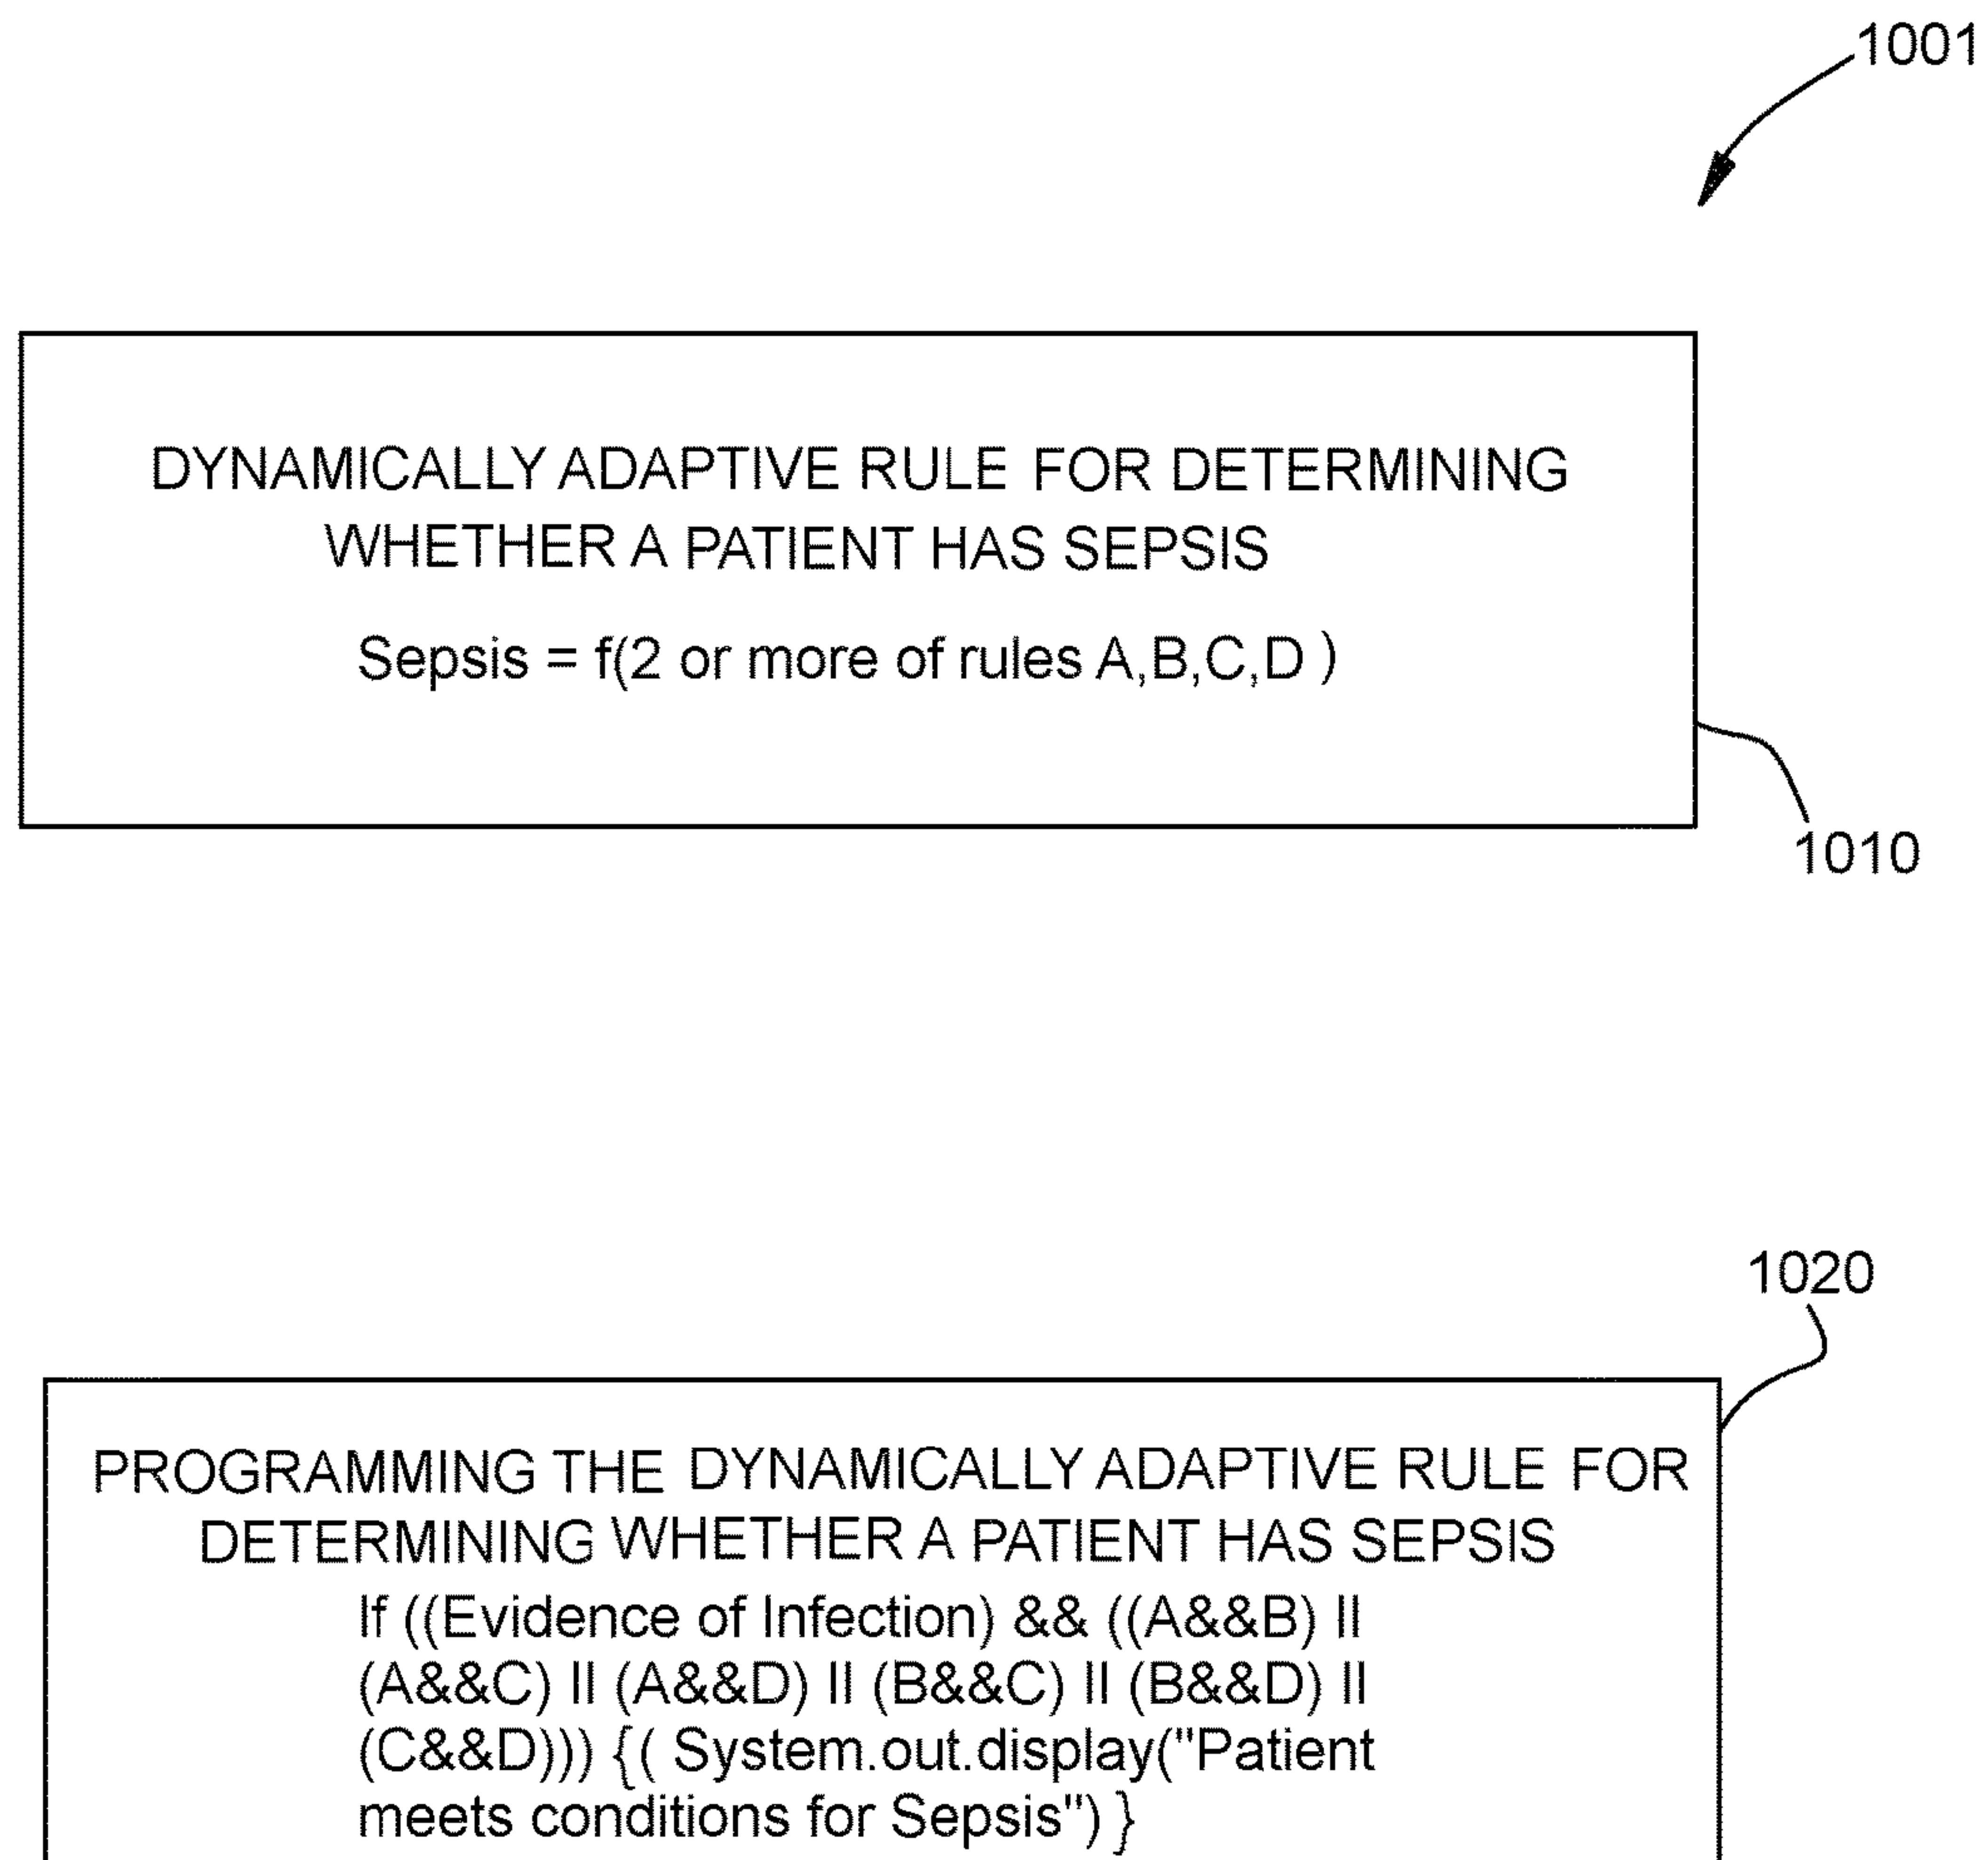 1001
DYNAMICALLY ADAPTIVE RULE FOR DETERMINING
WHETHER A PATIENT HAS SEPSIS
Sepsis = f(2 or more of rules A,B,C,D )
1010
1020
PROGRAMMING THE DYNAMICALLY ADAPTIVE RULE FOR
DETERMINING WHETHER A PATIENT HAS SEPSIS
If ((Evidence of Infection) && ((A&&B) II
(A&&C) II (A&&D) II (B&&C) II (B&&D) II
(C&&D))) {( System.out.display("Patient
meets conditions for Sepsis") }